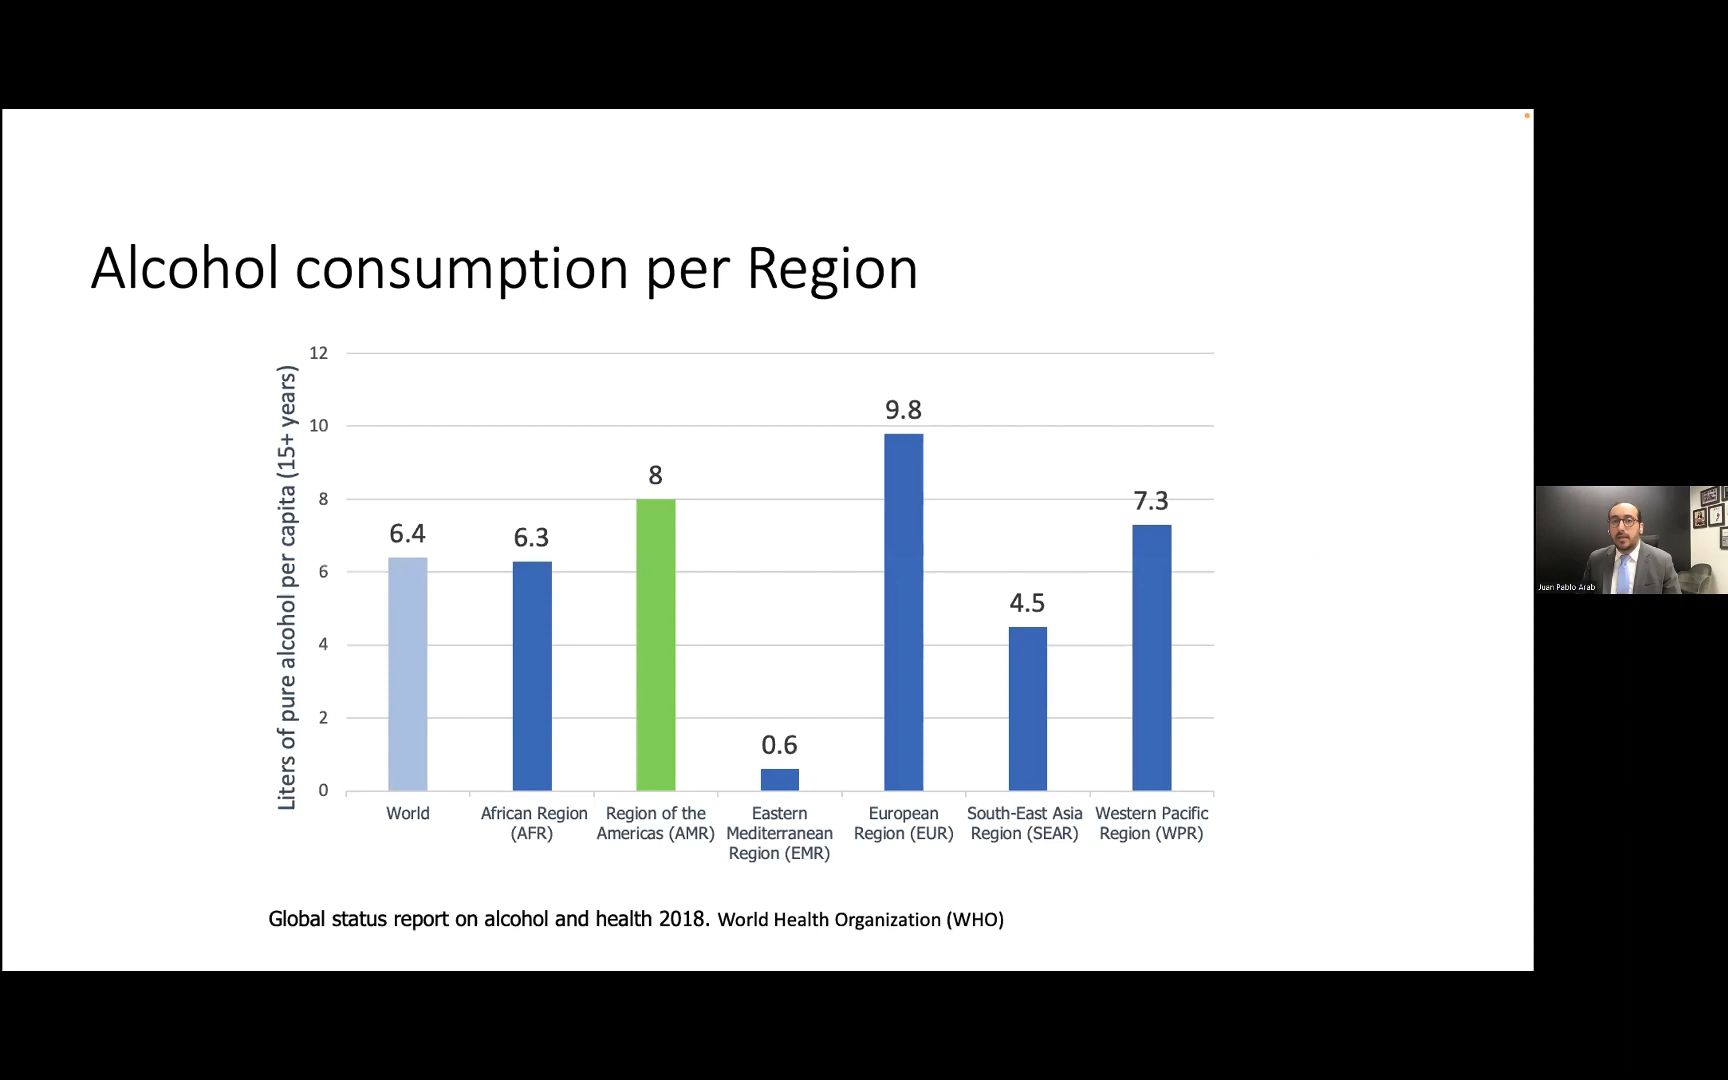 Alcohol consumption per Region
Liters of pure alcohol per capita (15+ years)
12
10
8
6
4
2
0
6.4
6.3
8
0.6
9.8
4.5
7.3
World
African Region
(AFR)
Region of the
Americas (AMR)
Eastern
Mediterranean
Region (EMR)
European
Region (EUR)
South-East Asia
Region (SEAR)
Western Pacific
Region (WPR)
Global status report on alcohol and health 2018. World Health Organization (WHO)
Juan Pablo Arab